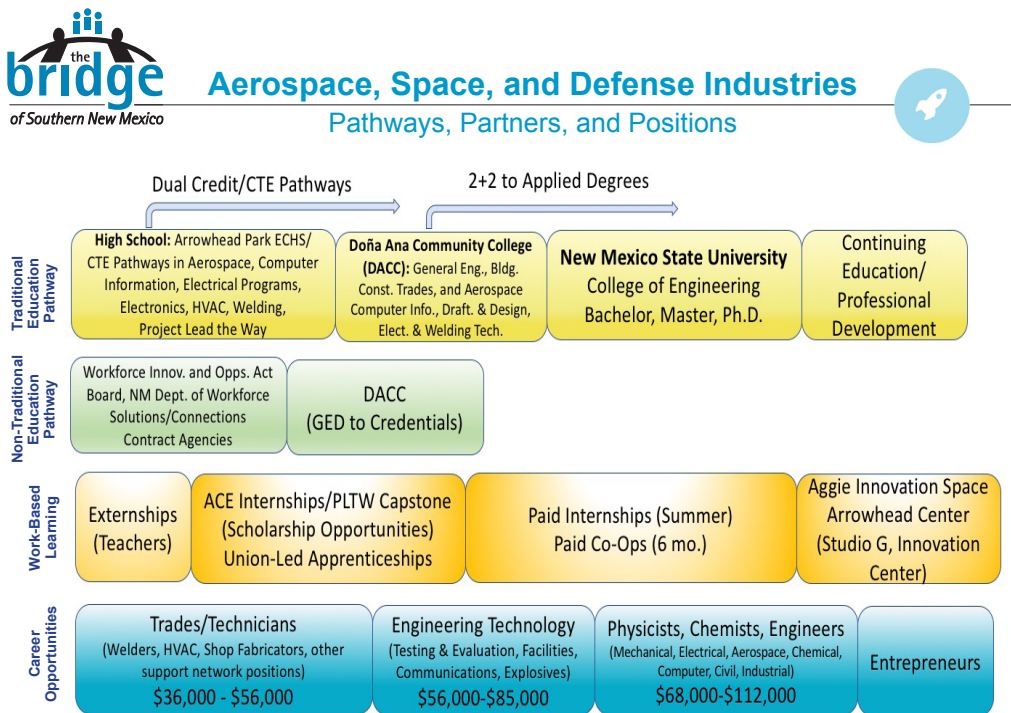 the
bridge
of Southern New Mexico
Aerospace, Space, and Defense Industries
Pathways, Partners, and Positions
Dual Credit/CTE Pathways
2+2 to Applied Degrees
Traditional
Education
Pathway
High School: Arrowhead Park ECHS/
CTE Pathways in Aerospace, Computer
Information, Electrical Programs,
Electronics, HVAC, Welding,
Project Lead the Way
Doña Ana Community College
(DACC): General Eng., Bldg.
Const. Trades, and Aerospace
Computer Info., Draft. & Design,
Elect. & Welding Tech.
New Mexico State University
College of Engineering
Bachelor, Master, Ph.D.
Continuing
Education/
Professional
Development
Non-Traditional
Education
Pathway
Workforce Innov. and Opps. Act
Board, NM Dept. of Workforce
Solutions/Connections
Contract Agencies
DACC
(GED to Credentials)
Work-Based
Learning
Externships
(Teachers)
ACE Internships/PLTW Capstone
(Scholarship Opportunities)
Union-Led Apprenticeships
Paid Internships (Summer)
Paid Co-Ops (6 mo.)
Aggie Innovation Space
Arrowhead Center
(Studio G, Innovation
Center)
Career
Opportunities
Trades/Technicians
(Welders, HVAC, Shop Fabricators, other
support network positions)
$36,000 - $56,000
Engineering Technology
(Testing & Evaluation, Facilities,
Communications, Explosives)
$56,000-$85,000
Physicists, Chemists, Engineers
(Mechanical, Electrical, Aerospace, Chemical,
Computer, Civil, Industrial)
$68,000-$112,000
Entrepreneurs